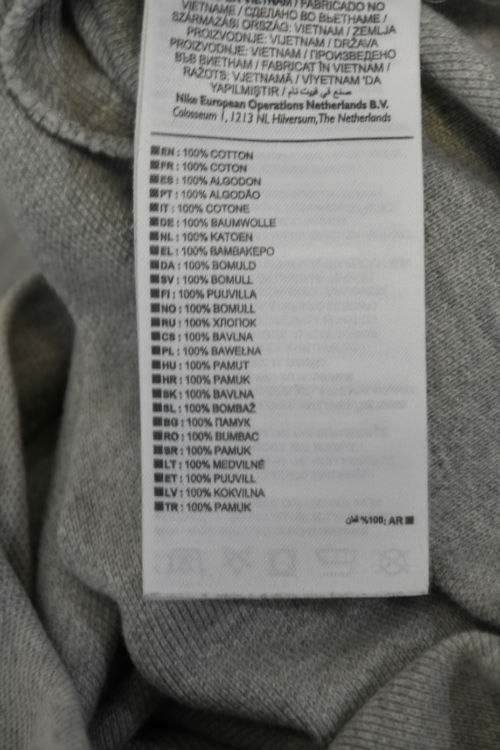 VIETNAM / FABRICADO NO
VIETNAME / СДЕЛАНО ВО ВЬЕТНАМЕ /
SZÁRMAZÁSI ORSZÁG: VIETNAM / ZEMLJA
PROIZVODNJE: VIJETNAM / DRŽAVA
PROIZVODNJE: VIETNAM / ПРОИЗВЕДЕНО
ВЪВ ВИЕТНАМ / FABRICAT ÎN VIETNAM /
RAŽOTS: VJETNAMĀ / VİYETNAM 'DA
YAPILMIŞTIR / صنع في فيت نام
Nike European Operations Netherlands B.V.
Colosseum 1, 1213 NL Hilversum, The Netherlands
EN : 100% COTTON
FR : 100% COTON
ES : 100% ALGODON
PT : 100% ALGODÃO
IT : 100% COTONE
DE : 100% BAUMWOLLE
NL : 100% KATOEN
EL : 100% ΒΑΜΒΑΚΕΡΟ
DA : 100% BOMULD
SV : 100% BOMULL
FI : 100% PUUVILLA
NO : 100% BOMULL
RU : 100% ХЛОПОК
CS : 100% BAVLNA
PL : 100% BAWEŁNA
HU : 100% PAMUT
HR : 100% PAMUK
SK : 100% BAVLNA
SL : 100% BOMBAŽ
BG : 100% ПАМУК
RO : 100% BUMBAC
SR : 100% PAMUK
LT : 100% MEDVILNĖ
ET : 100% PUUVILL
LV : 100% KOKVILNA
TR : 100% PAMUK
AR :100% قطن